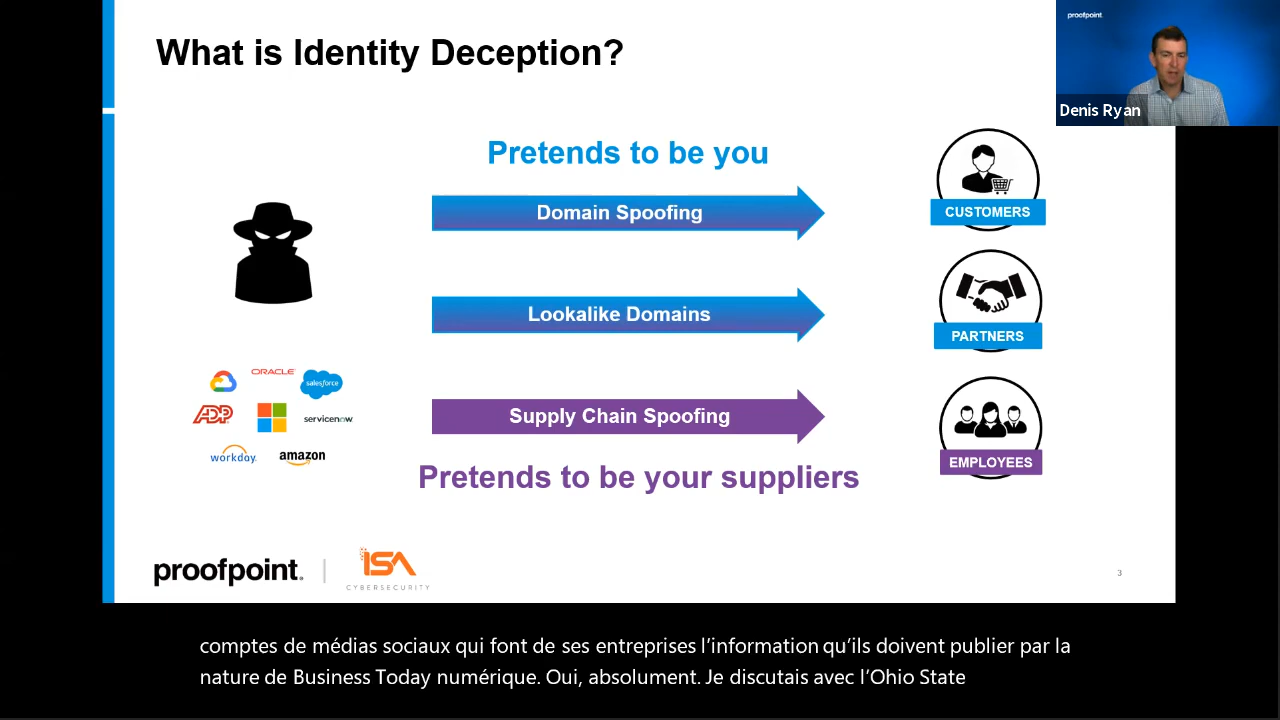 What is Identity Deception?
proofpoint.
Denis Ryan
Pretends to be you
Domain Spoofing
CUSTOMERS
Lookalike Domains
PARTNERS
ORACLE
salesforce
ADP
servicenow
workday.
amazon
Supply Chain Spoofing
EMPLOYEES
Pretends to be your suppliers
proofpoint.
ISA
CYBERSECURITY
3
comptes de médias sociaux qui font de ses entreprises l’information qu’ils doivent publier par la
nature de Business Today numérique. Oui, absolument. Je discutais avec l’Ohio State